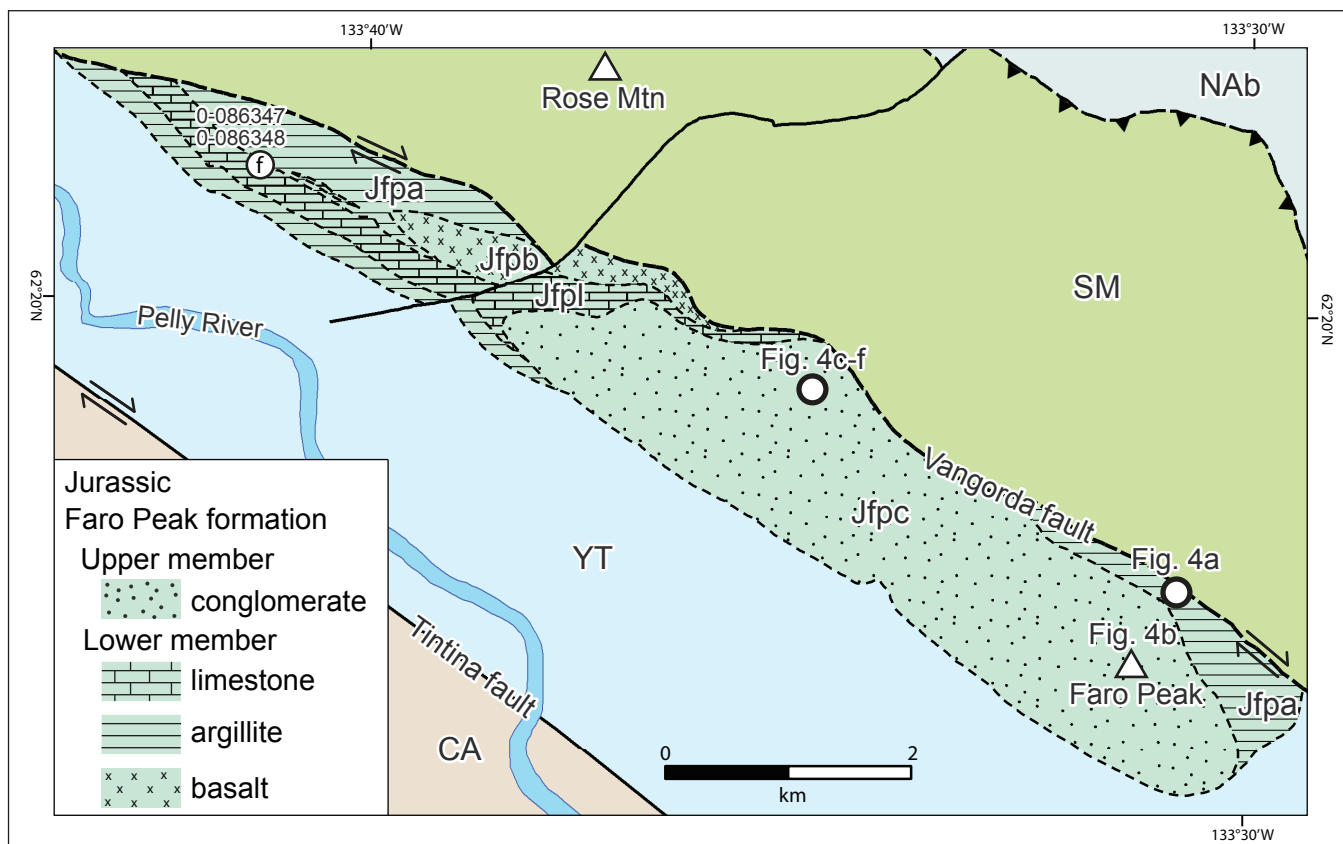 133°40'W
133°30'W
Rose Mtn
NAb
0-086347
0-086348
f
Jfpa
Jfpb
Jfpl
SM
62°20'N
62°20'N
Pelly River
Fig. 4c-f
Vangorda fault
Jfpc
Jurassic
Faro Peak formation
Upper member
conglomerate
Lower member
limestone
argillite
basalt
YT
Fig. 4a
Fig. 4b
Faro Peak
Jfpa
Tintina fault
CA
0
2
km
133°30'W